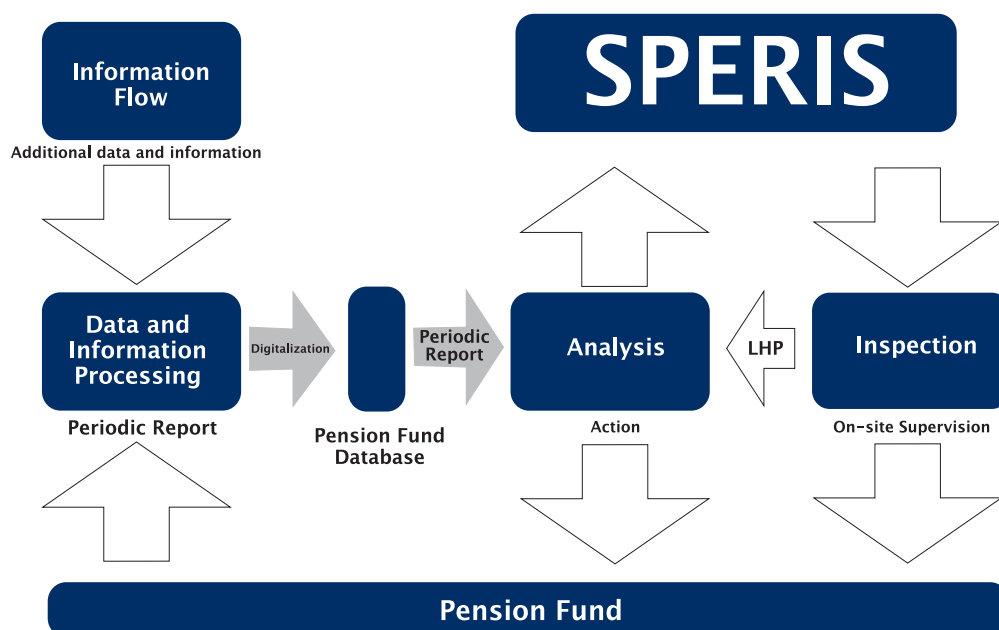 Information
Flow
SPERIS
Additional data and information
Data and
Information
Processing
Digitalization
Periodic
Report
Analysis
LHP
Inspection
Periodic Report
Pension Fund
Database
Action
On-site Supervision
Pension Fund